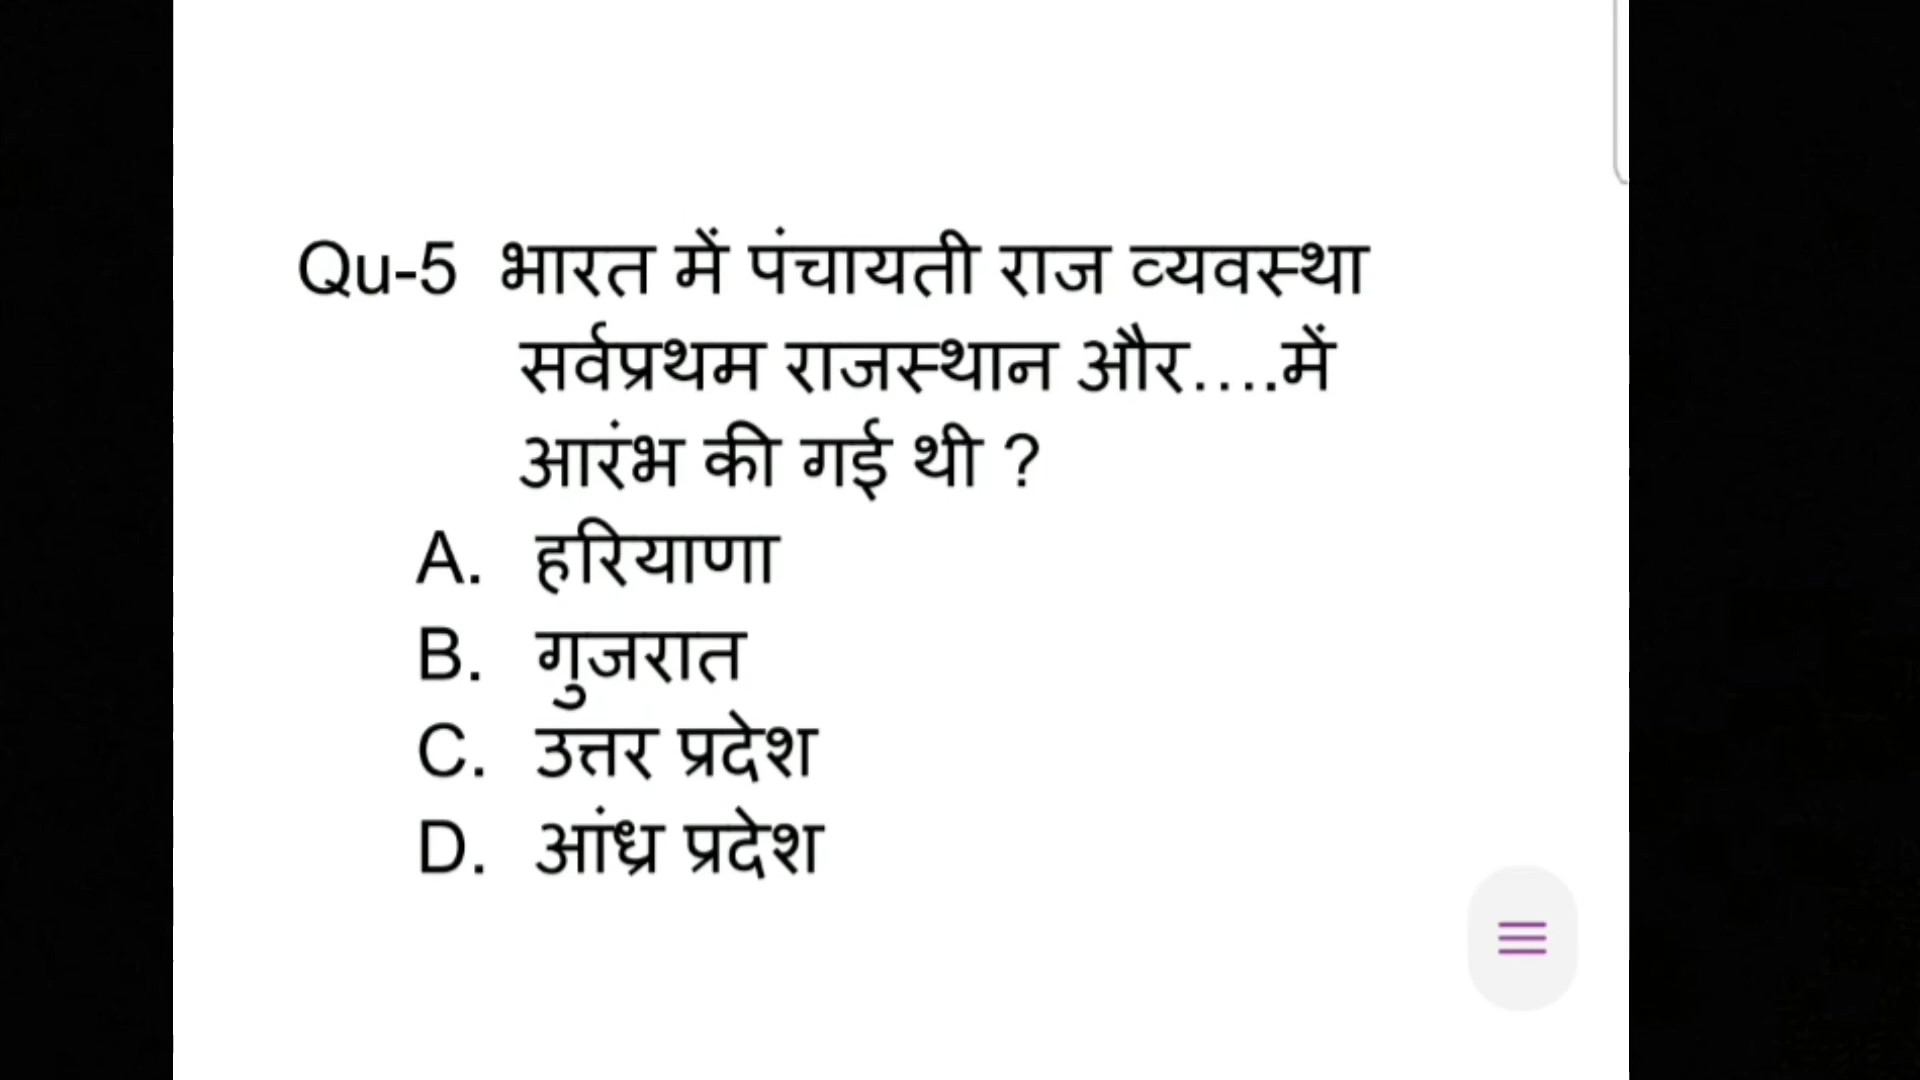 Qu-5 भारत में पंचायती राज व्यवस्था
सर्वप्रथम राजस्थान और....में
आरंभ की गई थी ?
A. हरियाणा
B. गुजरात
C. उत्तर प्रदेश
D. आंध्र प्रदेश